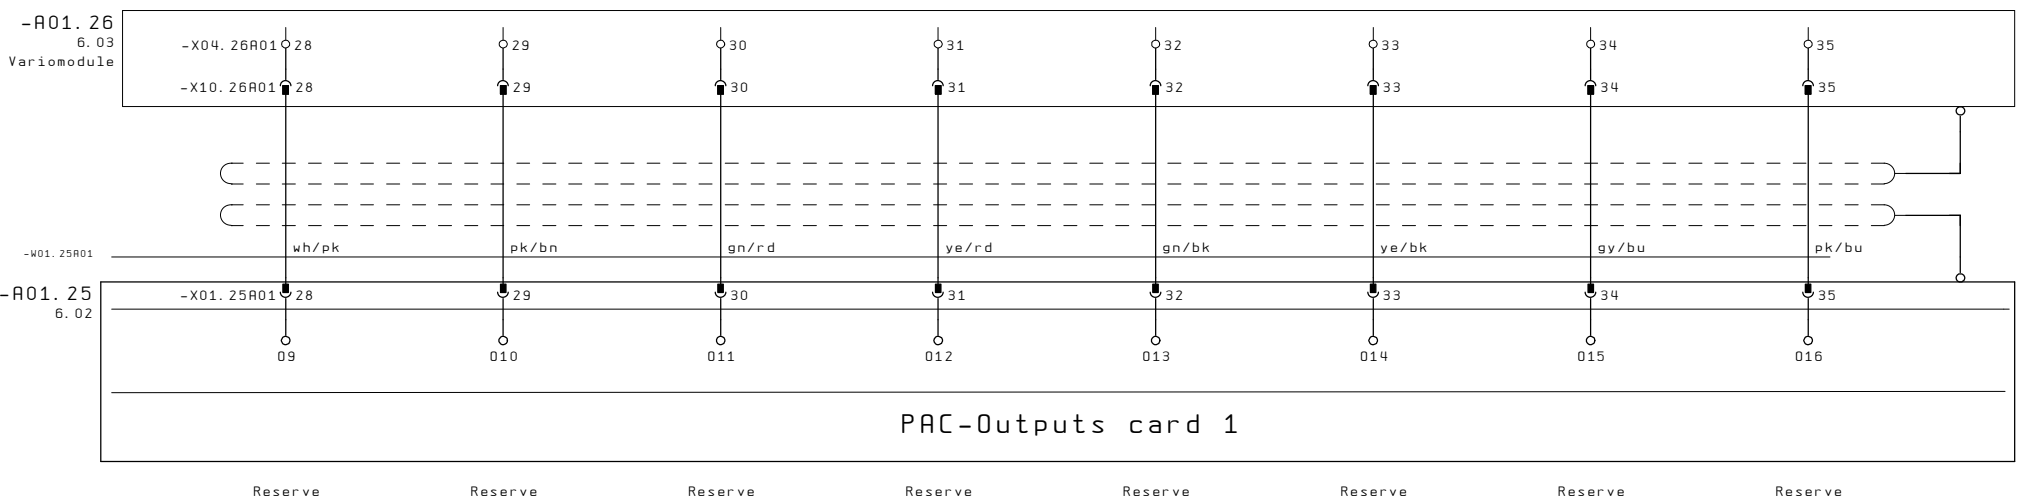 -A01.26
6.03
Variomodule
-X04.26A01 28 29 30 31 32 33 34 35
-X10.26A01 28 29 30 31 32 33 34 35
wh/pk pk/bn gn/rd ye/rd gn/bk ye/bk gy/bu pk/bu
-W01.25A01
-A01.25
6.02
-X01.25A01 28 29 30 31 32 33 34 35
O9 O10 O11 O12 O13 O14 O15 O16
PAC-Outputs card 1
Reserve Reserve Reserve Reserve Reserve Reserve Reserve Reserve